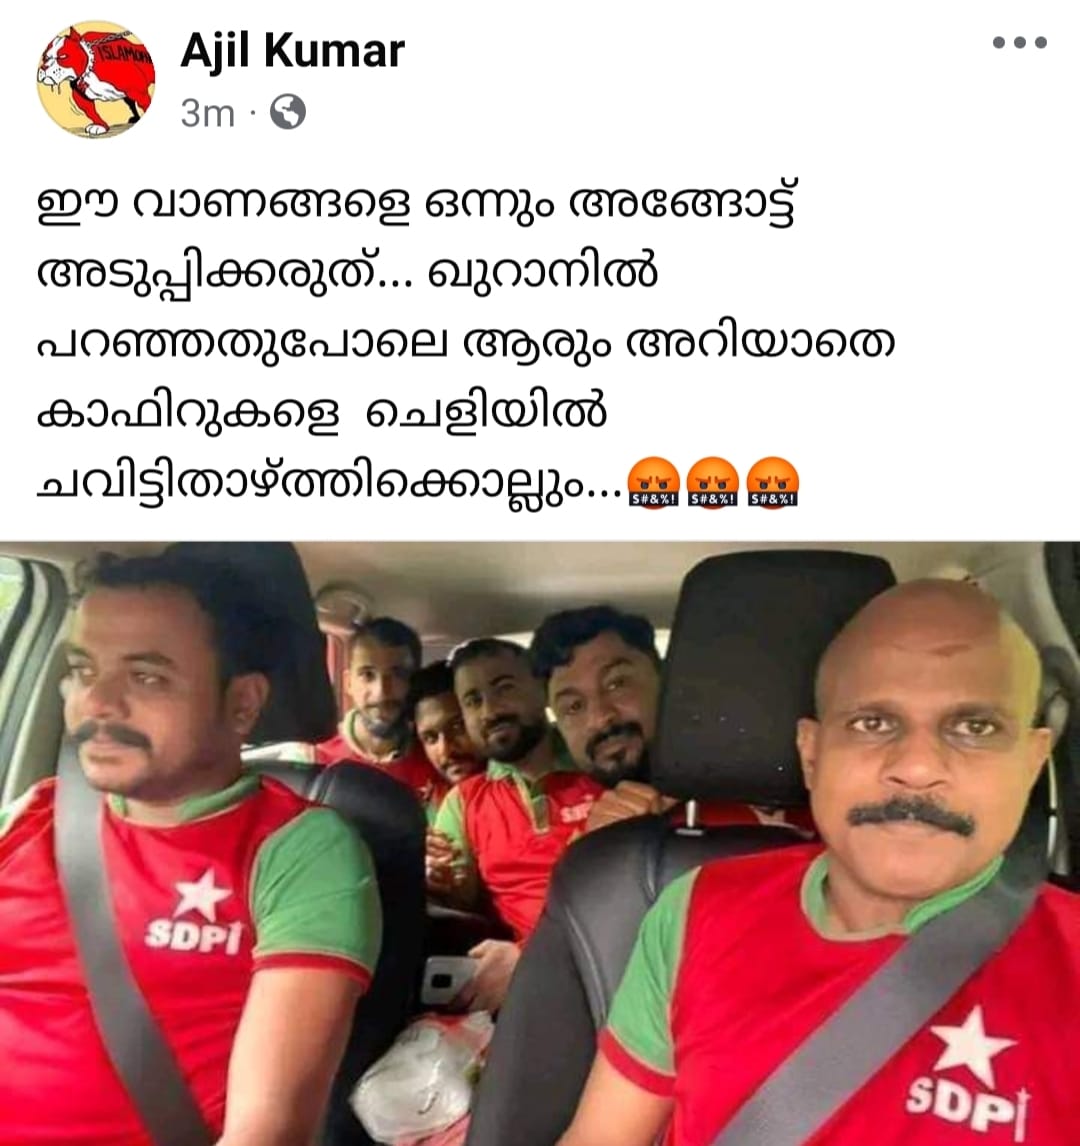 Ajil Kumar
3m ·
ഈ വാണങ്ങളെ ഒന്നും അങ്ങോട്ട്
അടുപ്പിക്കരുത്... ഖുറാനിൽ
പറഞ്ഞതുപോലെ ആരും അറിയാതെ
കാഫിറുകളെ ചെളിയിൽ
ചവിട്ടിതാഴ്ത്തിക്കൊല്ലും...🤬🤬🤬
SDPI
SDPI